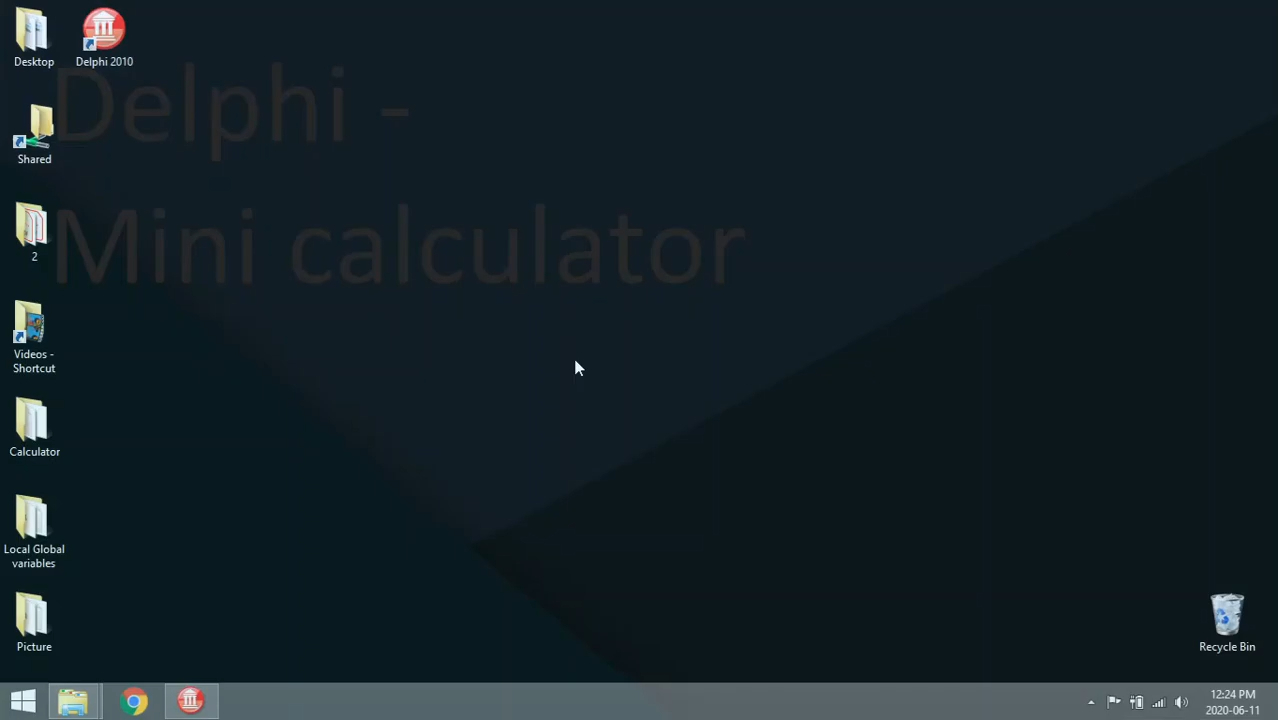 Desktop
Delphi 2010
Delphi -
Shared
Mini calculator
2
Videos -
Shortcut
Calculator
Local Global
variables
Picture
Recycle Bin
12:24 PM
2020-06-11